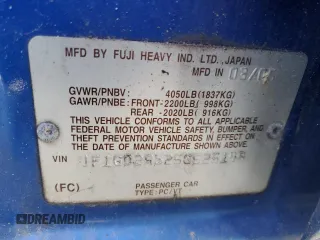 MFD BY FUJI HEAVY IND. LTD., JAPAN
MFD IN
GVWR/PNBV: 4050LB(1837KG)
GAWR/PNBE: FRONT-2200LB( 998KG)
REAR -2020LB( 916KG)
THIS VEHICLE CONFORMS TO ALL APPLICABLE
FEDERAL MOTOR VEHICLE SAFETY, BUMPER, AND
THEFT PREVENTION STANDARDS IN EFFECT ON
THE DATE OF MANUFACTURE SHOWN ABOVE.
VIN
(FC) PASSENGER CAR
TYPE:PC/VT
DREAMBID